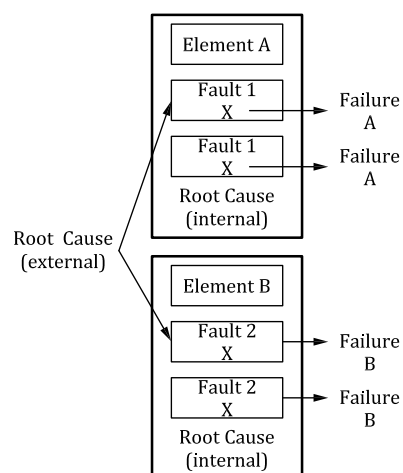 Element A
Fault 1
X
Failure
A
Fault 1
X
Failure
A
Root Cause
(internal)
Root Cause
(external)
Element B
Fault 2
X
Failure
B
Fault 2
X
Failure
B
Root Cause
(internal)